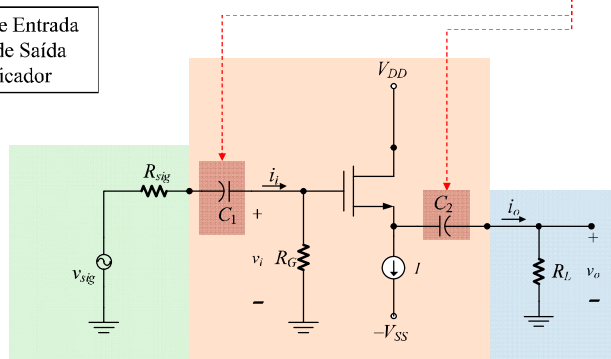 e Entrada
de Saída
icador
V_DD
R_sig
i_i
C_1
C_2
i_o
+
+
v_i
R_G
v_sig
I
R_L
v_o
−
−
−V_SS